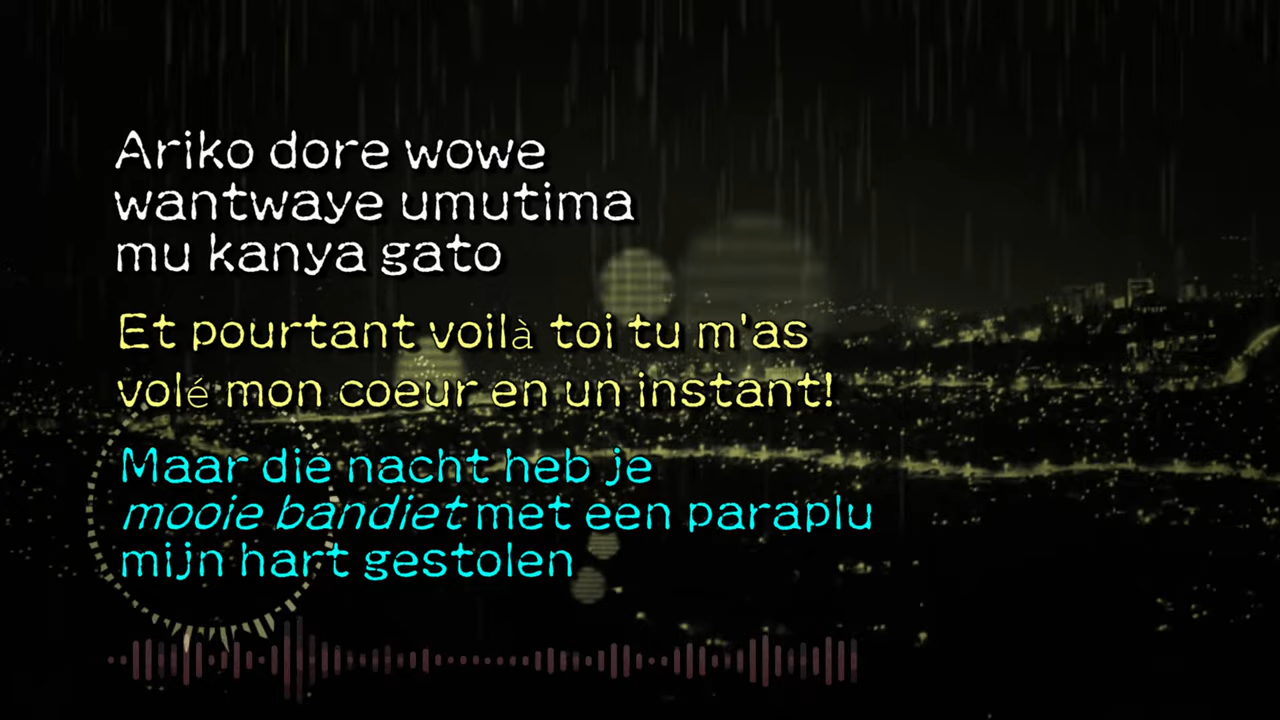 Ariko dore wowe
wantwaye umutima
mu kanya gato
Et pourtant voilà toi tu m'as
volé mon coeur en un instant!
Maar die nacht heb je
mooie bandiet met een paraplu
mijn hart gestolen